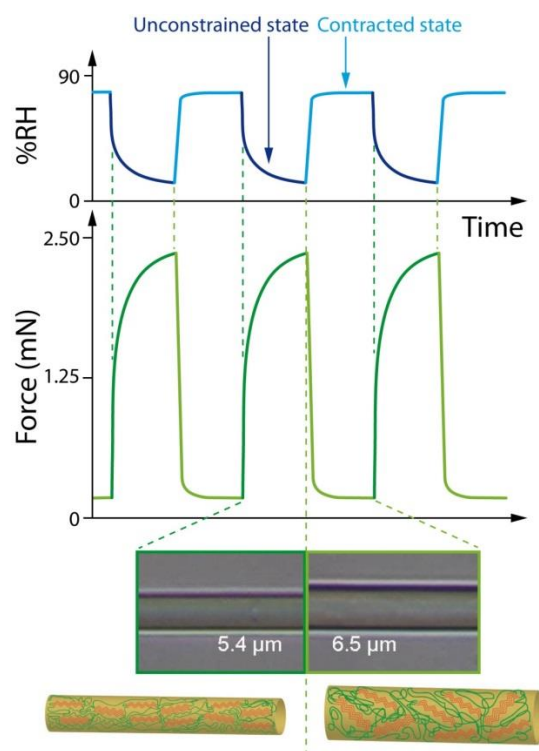 Unconstrained state Contracted state
90
%RH
0
Time
2.50
Force (mN)
1.25
0
5.4 µm
6.5 µm